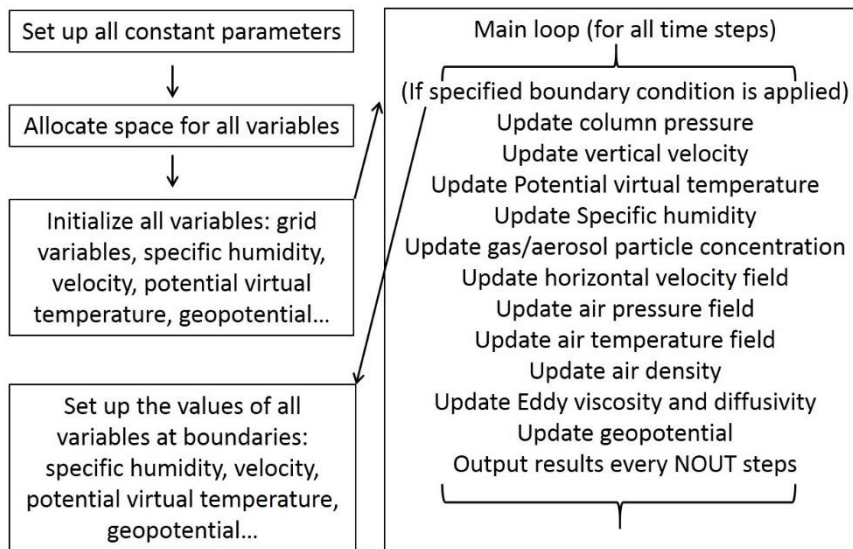 Set up all constant parameters
Allocate space for all variables
Initialize all variables: grid
variables, specific humidity,
velocity, potential virtual
temperature, geopotential...
Set up the values of all
variables at boundaries:
specific humidity, velocity,
potential virtual temperature,
geopotential...
Main loop (for all time steps)
(If specified boundary condition is applied)
Update column pressure
Update vertical velocity
Update Potential virtual temperature
Update Specific humidity
Update gas/aerosol particle concentration
Update horizontal velocity field
Update air pressure field
Update air temperature field
Update air density
Update Eddy viscosity and diffusivity
Update geopotential
Output results every NOUT steps